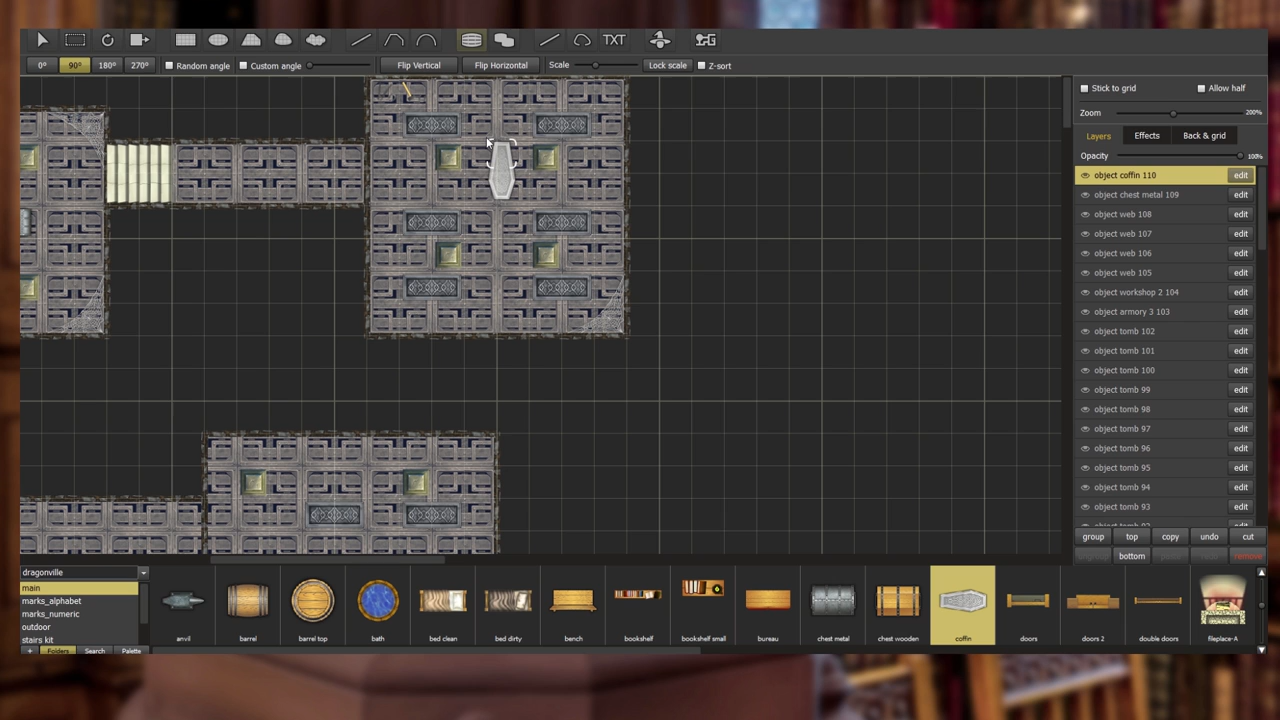 TXT
0° 90° 180° 270° Random angle Custom angle Flip Vertical Flip Horizontal Scale Lock scale Z-sort
Stick to grid Allow half
Zoom 200%
Layers Effects Back & grid
Opacity 100%
object coffin 110 edit
object chest metal 109 edit
object web 108 edit
object web 107 edit
object web 106 edit
object web 105 edit
object workshop 2 104 edit
object armory 3 103 edit
object tomb 102 edit
object tomb 101 edit
object tomb 100 edit
object tomb 99 edit
object tomb 98 edit
object tomb 97 edit
object tomb 96 edit
object tomb 95 edit
object tomb 94 edit
object tomb 93 edit
group top copy undo cut
bottom remove
dragonville
main
marks_alphabet
marks_numeric
outdoor
stairs kit
+ Folders Search Palette
anvil barrel barrel top bath bed clean bed dirty bench bookshelf bookshelf small bureau chest metal chest wooden coffin doors doors 2 double doors fileplace-A